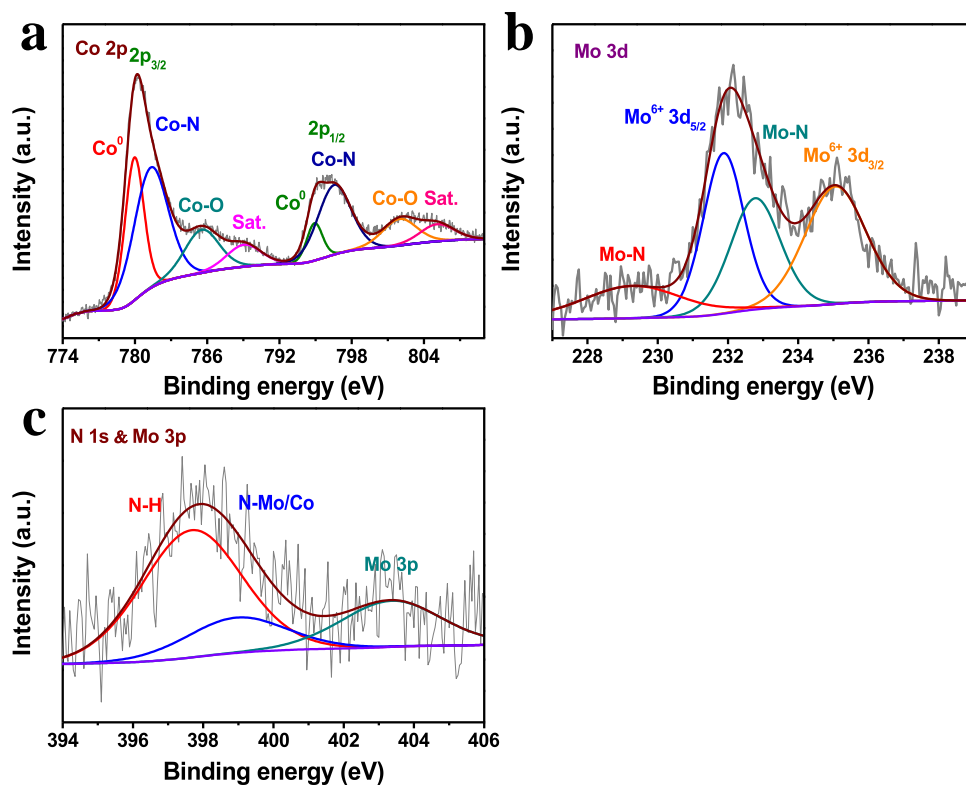 a
Co 2p
2p3/2
Co-N
Co0
Co-O
Sat.
2p1/2
Co-N
Co0
Co-O
Sat.
Intensity (a.u.)
774 780 786 792 798 804
Binding energy (eV)
b
Mo 3d
Mo6+ 3d5/2
Mo-N
Mo6+ 3d3/2
Mo-N
Intensity (a.u.)
228 230 232 234 236 238
Binding energy (eV)
c
N 1s & Mo 3p
N-H
N-Mo/Co
Mo 3p
Intensity (a.u.)
394 396 398 400 402 404 406
Binding energy (eV)